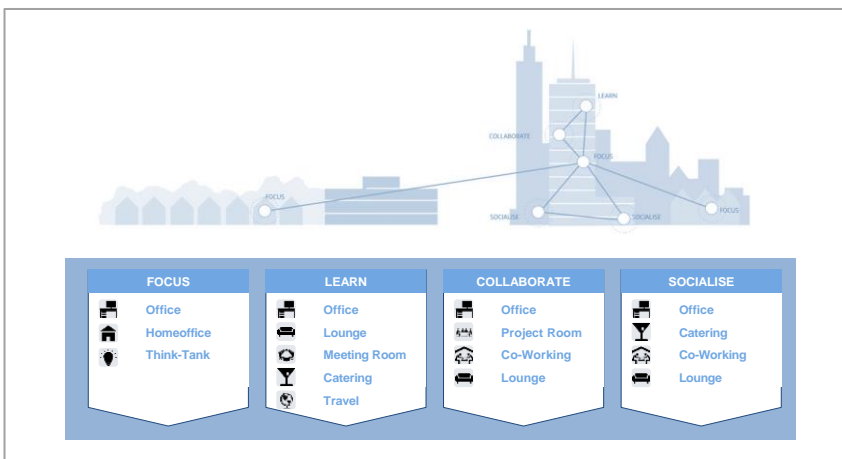 LEARN
COLLABORATE
FOCUS
FOCUS
SOCIALISE
SOCIALISE
FOCUS
FOCUS
Office
Homeoffice
Think-Tank
LEARN
Office
Lounge
Meeting Room
Catering
Travel
COLLABORATE
Office
Project Room
Co-Working
Lounge
SOCIALISE
Office
Catering
Co-Working
Lounge